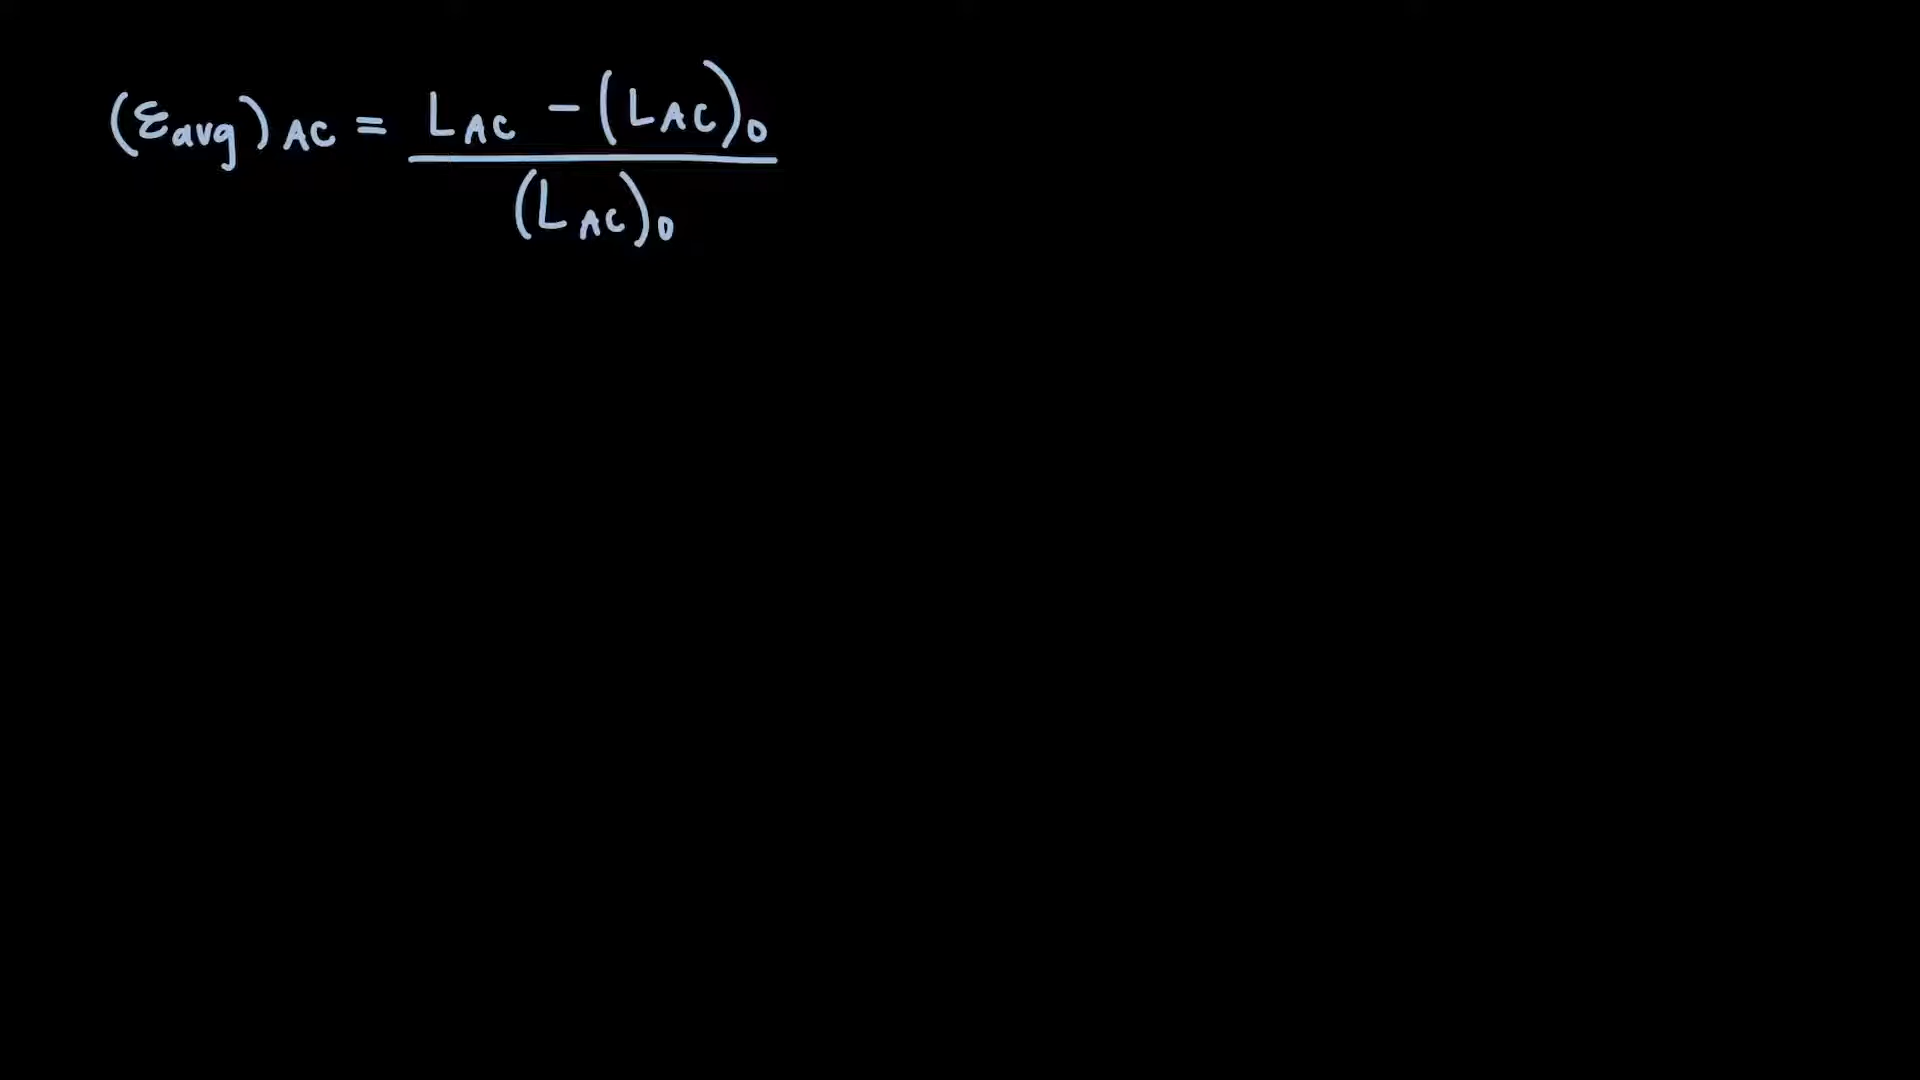 (εavg)AC = LAC - (LAC)0
(LAC)0